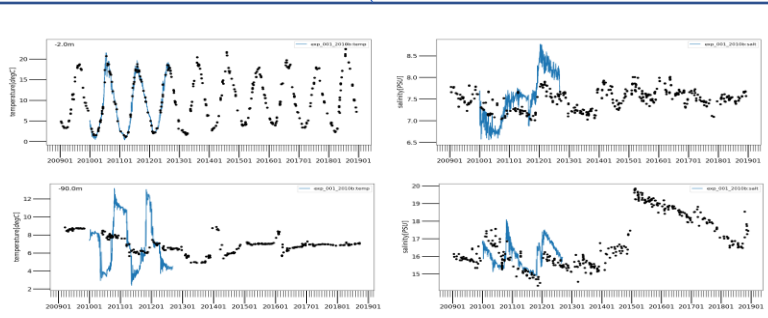 -2.0m
exp_001_2010b:temp
temperature[degC]
20
15
10
5
0
200901 201001 201101 201201 201301 201401 201501 201601 201701 201801 201901
exp_001_2010b:salt
salinity[PSU]
8.5
8.0
7.5
7.0
6.5
200901 201001 201101 201201 201301 201401 201501 201601 201701 201801 201901
-90.0m
exp_001_2010b:temp
temperature[degC]
12
10
8
6
4
2
200901 201001 201101 201201 201301 201401 201501 201601 201701 201801 201901
exp_001_2010b:salt
salinity[PSU]
20
19
18
17
16
15
200901 201001 201101 201201 201301 201401 201501 201601 201701 201801 201901